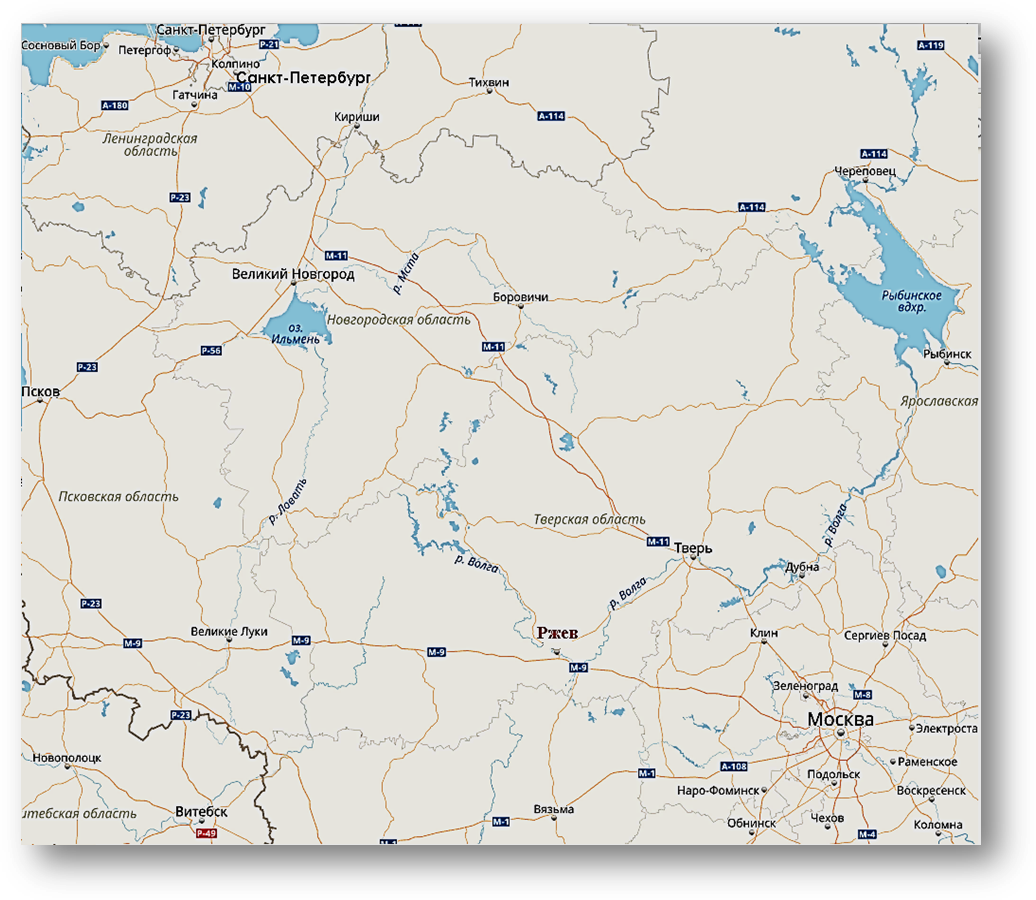 Санкт-Петербург
Сосновый Бор
Петергоф
P-21
A-119
Колпино
Санкт-Петербург
M-10
Тихвин
Гатчина
A-180
Кириши
A-114
Ленинградская
область
A-114
Череповец
P-23
A-114
M-11
р. Мста
Великий Новгород
Боровичи
Рыбинское
вдхр.
оз.
Ильмень
Новгородская область
P-56
M-11
Рыбинск
P-23
Псков
Ярославская
Псковская область
р. Ловать
Тверская область
р. Волга
M-11
Тверь
р. Волга
Дубна
р. Волга
P-23
Великие Луки
M-9
M-9
M-9
Ржев
M-9
Клин
Сергиев Посад
Зеленоград
M-8
P-23
Москва
Электроста
Новополоцк
M-1
A-108
Раменское
Подольск
Наро-Фоминск
Воскресенск
итебская область
Витебск
P-49
Вязьма
M-1
Обнинск
Чехов
M-4
Коломна